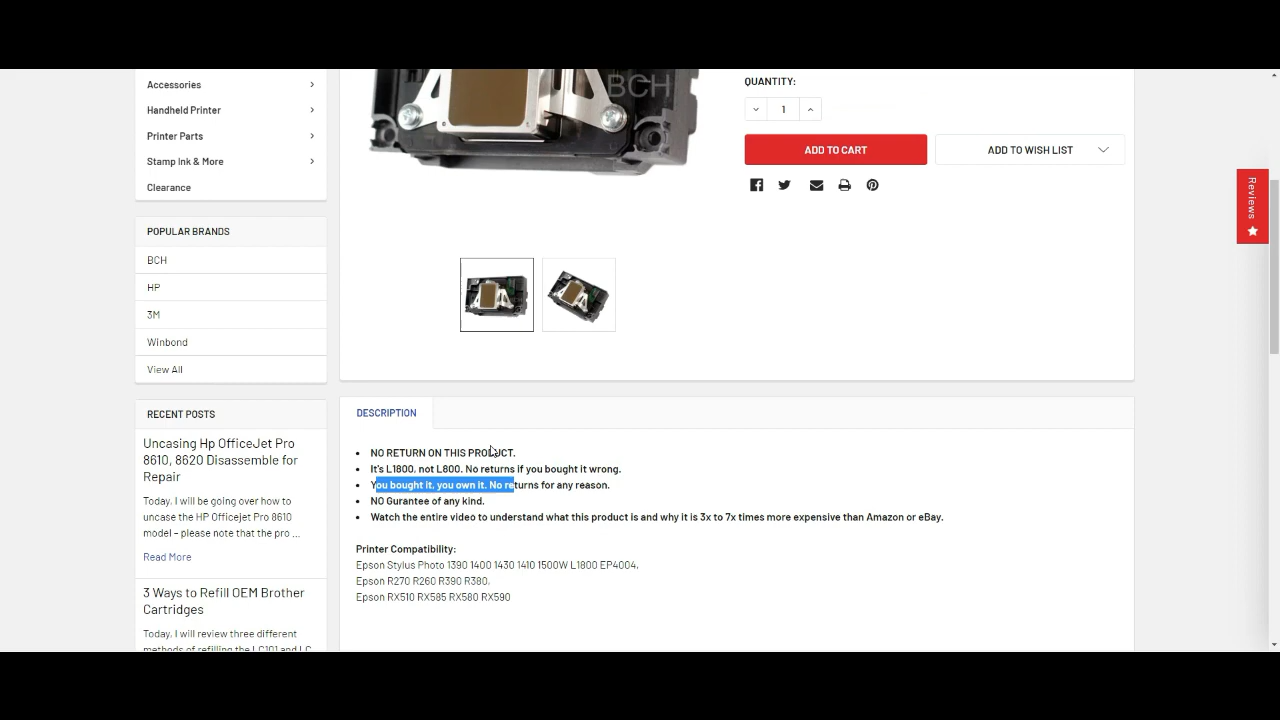 BCH
QUANTITY:
1
ADD TO CART
ADD TO WISH LIST
Accessories
Handheld Printer
Printer Parts
Stamp Ink & More
Clearance
POPULAR BRANDS
BCH
HP
3M
Winbond
View All
RECENT POSTS
Uncasing Hp OfficeJet Pro
8610, 8620 Disassemble for
Repair
Today, I will be going over how to
uncase the HP Officejet Pro 8610
model – please note that the pro ...
Read More
3 Ways to Refill OEM Brother
Cartridges
Today, I will review three different
methods of refilling the LC101 and LC
Reviews
DESCRIPTION
NO RETURN ON THIS PRODUCT.
It's L1800, not L800. No returns if you bought it wrong.
You bought it, you own it. No returns for any reason.
NO Gurantee of any kind.
Watch the entire video to understand what this product is and why it is 3x to 7x times more expensive than Amazon or eBay.
Printer Compatibility:
Epson Stylus Photo 1390 1400 1430 1410 1500W L1800 EP4004,
Epson R270 R260 R390 R380,
Epson RX510 RX585 RX580 RX590